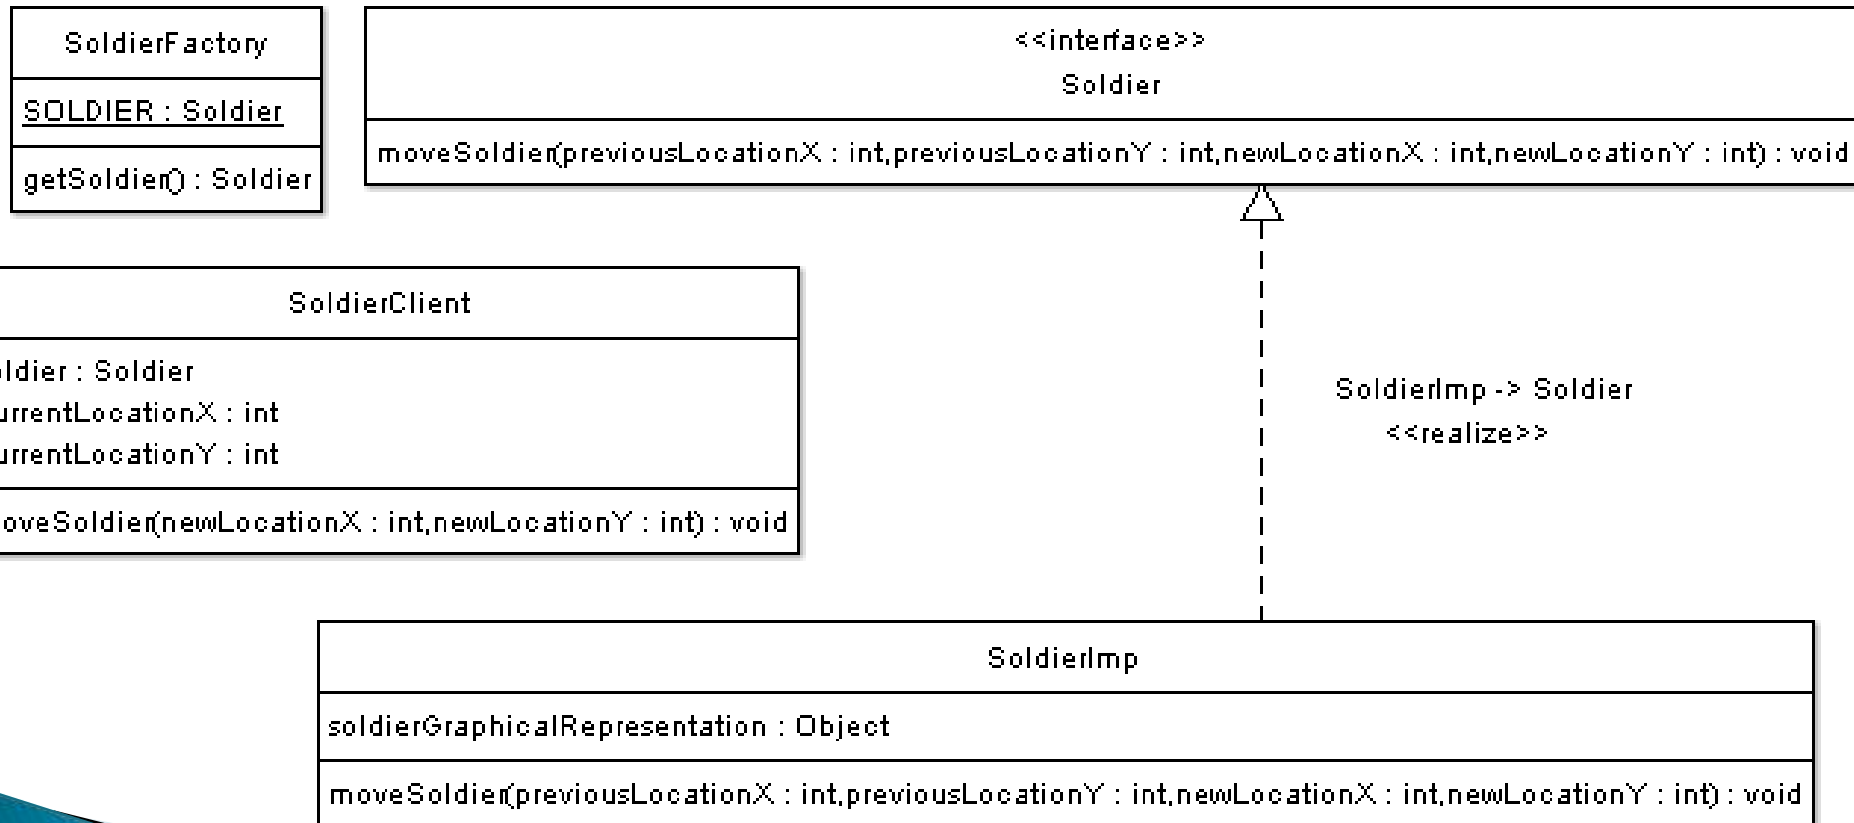 SoldierFactory
SOLDIER : Soldier
getSoldier() : Soldier
<<interface>>
Soldier
moveSoldier(previousLocationX : int,previousLocationY : int,newLocationX : int,newLocationY : int) : void
SoldierClient
oldier : Soldier
urrentLocationX : int
urrentLocationY : int
oveSoldier(newLocationX : int,newLocationY : int) : void
SoldierImp -> Soldier
<<realize>>
SoldierImp
soldierGraphicalRepresentation : Object
moveSoldier(previousLocationX : int,previousLocationY : int,newLocationX : int,newLocationY : int) : void